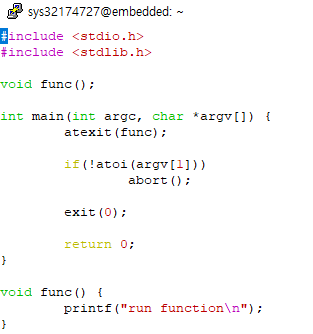 sys32174727@embedded: ~
#include <stdio.h>
#include <stdlib.h>
void func();
int main(int argc, char *argv[]) {
atexit(func);
if(!atoi(argv[1]))
abort();
exit(0);
return 0;
}
void func() {
printf("run function\n");
}